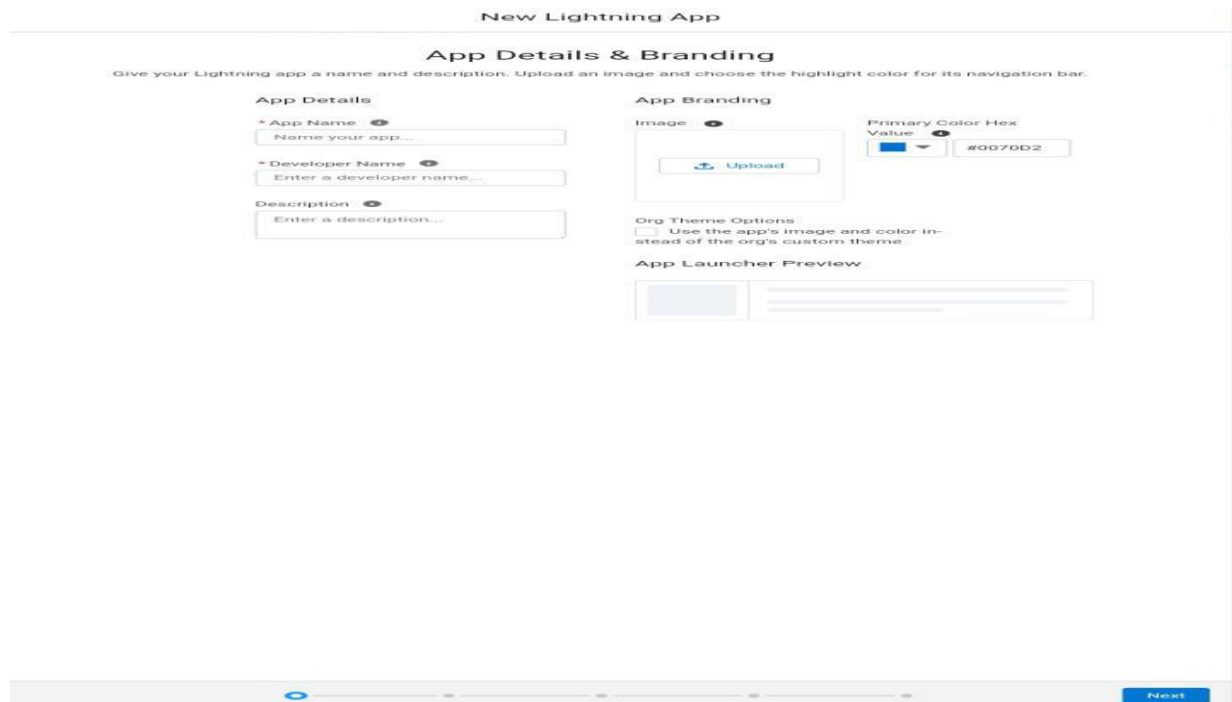 New Lightning App
App Details & Branding
Give your Lightning app a name and description. Upload an image and choose the highlight color for its navigation bar.
App Details
* App Name
Name your app...
* Developer Name
Enter a developer name...
Description
Enter a description...
App Branding
Image
Upload
Primary Color Hex
Value
#0070D2
Org Theme Options
Use the app's image and color in-
stead of the org's custom theme
App Launcher Preview
Next